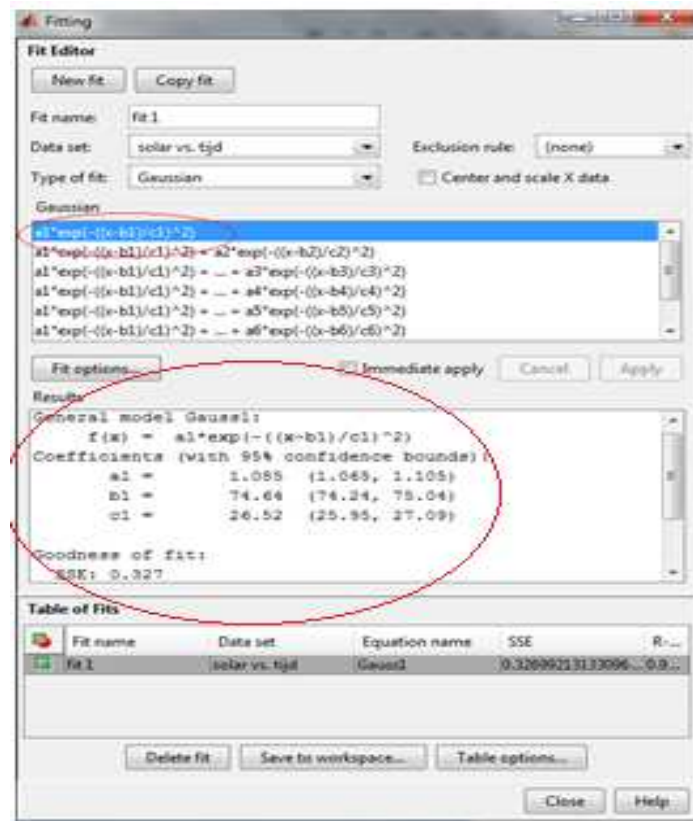 Fitting
Fit Editor
New fit Copy fit
Fit name: fit 1
Data set: solar vs. tijd Exclusion rule: (none)
Type of fit: Gaussian Center and scale X data
Gaussian
a1*exp(-((x-b1)/c1)^2)
a1*exp(-((x-b1)/c1)^2) + a2*exp(-((x-b2)/c2)^2)
a1*exp(-((x-b1)/c1)^2) + ... + a3*exp(-((x-b3)/c3)^2)
a1*exp(-((x-b1)/c1)^2) + ... + a4*exp(-((x-b4)/c4)^2)
a1*exp(-((x-b1)/c1)^2) + ... + a5*exp(-((x-b5)/c5)^2)
a1*exp(-((x-b1)/c1)^2) + ... + a6*exp(-((x-b6)/c6)^2)
Fit options... Immediate apply Cancel Apply
Results
General model Gauss1:
f(x) = a1*exp(-((x-b1)/c1)^2)
Coefficients (with 95% confidence bounds):
a1 = 1.085 (1.065, 1.105)
b1 = 74.64 (74.24, 75.04)
c1 = 26.52 (25.95, 27.09)
Goodness of fit:
SSE: 0.327
Table of Fits
Fit name Data set Equation name SSE R-...
fit 1 solar vs. tijd Gauss1 0.32699213133096... 0.9...
Delete fit Save to workspace... Table options...
Close Help